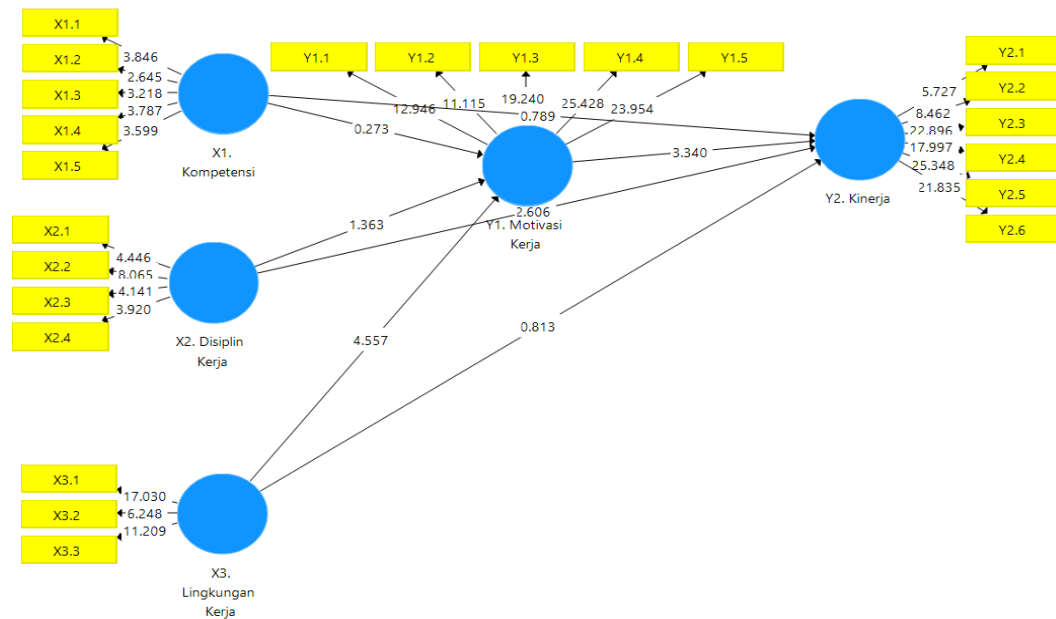 X1.1
X1.2
X1.3
X1.4
X1.5
3.846
2.645
3.218
3.787
3.599
X1.
Kompetensi
Y1.1
Y1.2
Y1.3
Y1.4
Y1.5
12.946
11.115
19.240
25.428
23.954
0.789
0.273
3.340
Y1. Motivasi
Kerja
Y2.1
Y2.2
Y2.3
Y2.4
Y2.5
Y2.6
5.727
8.462
22.896
17.997
25.348
21.835
Y2. Kinerja
X2.1
X2.2
X2.3
X2.4
4.446
8.065
4.141
3.920
X2. Disiplin
Kerja
1.363
2.606
4.557
0.813
X3.1
X3.2
X3.3
17.030
6.248
11.209
X3.
Lingkungan
Kerja